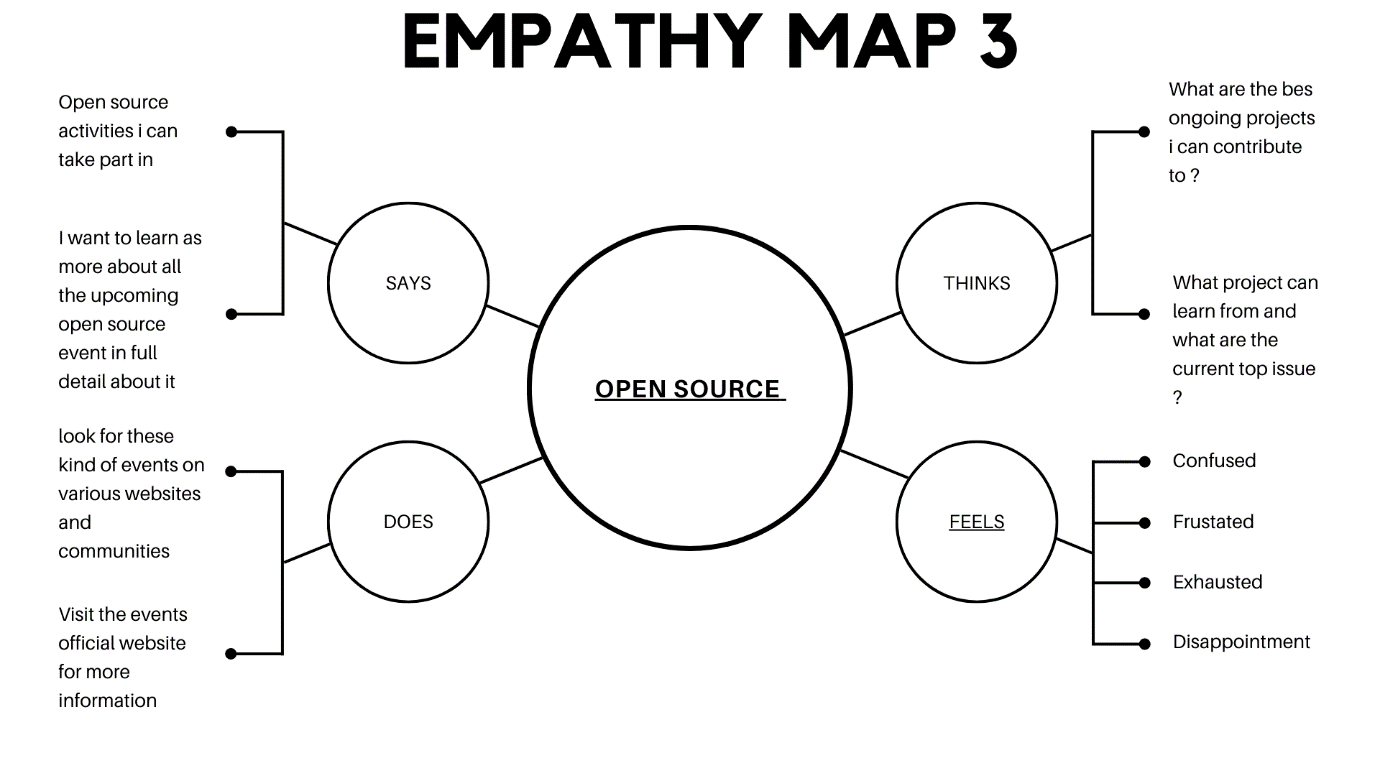 EMPATHY MAP 3
Open source
activities i can
take part in
I want to learn as
more about all
the upcoming
open source
event in full
detail about it
SAYS
look for these
kind of events on
various websites
and
communities
Visit the events
official website
for more
information
DOES
OPEN SOURCE
THINKS
What are the bes
ongoing projects
i can contribute
to ?
What project can
learn from and
what are the
current top issue
?
FEELS
Confused
Frustated
Exhausted
Disappointment